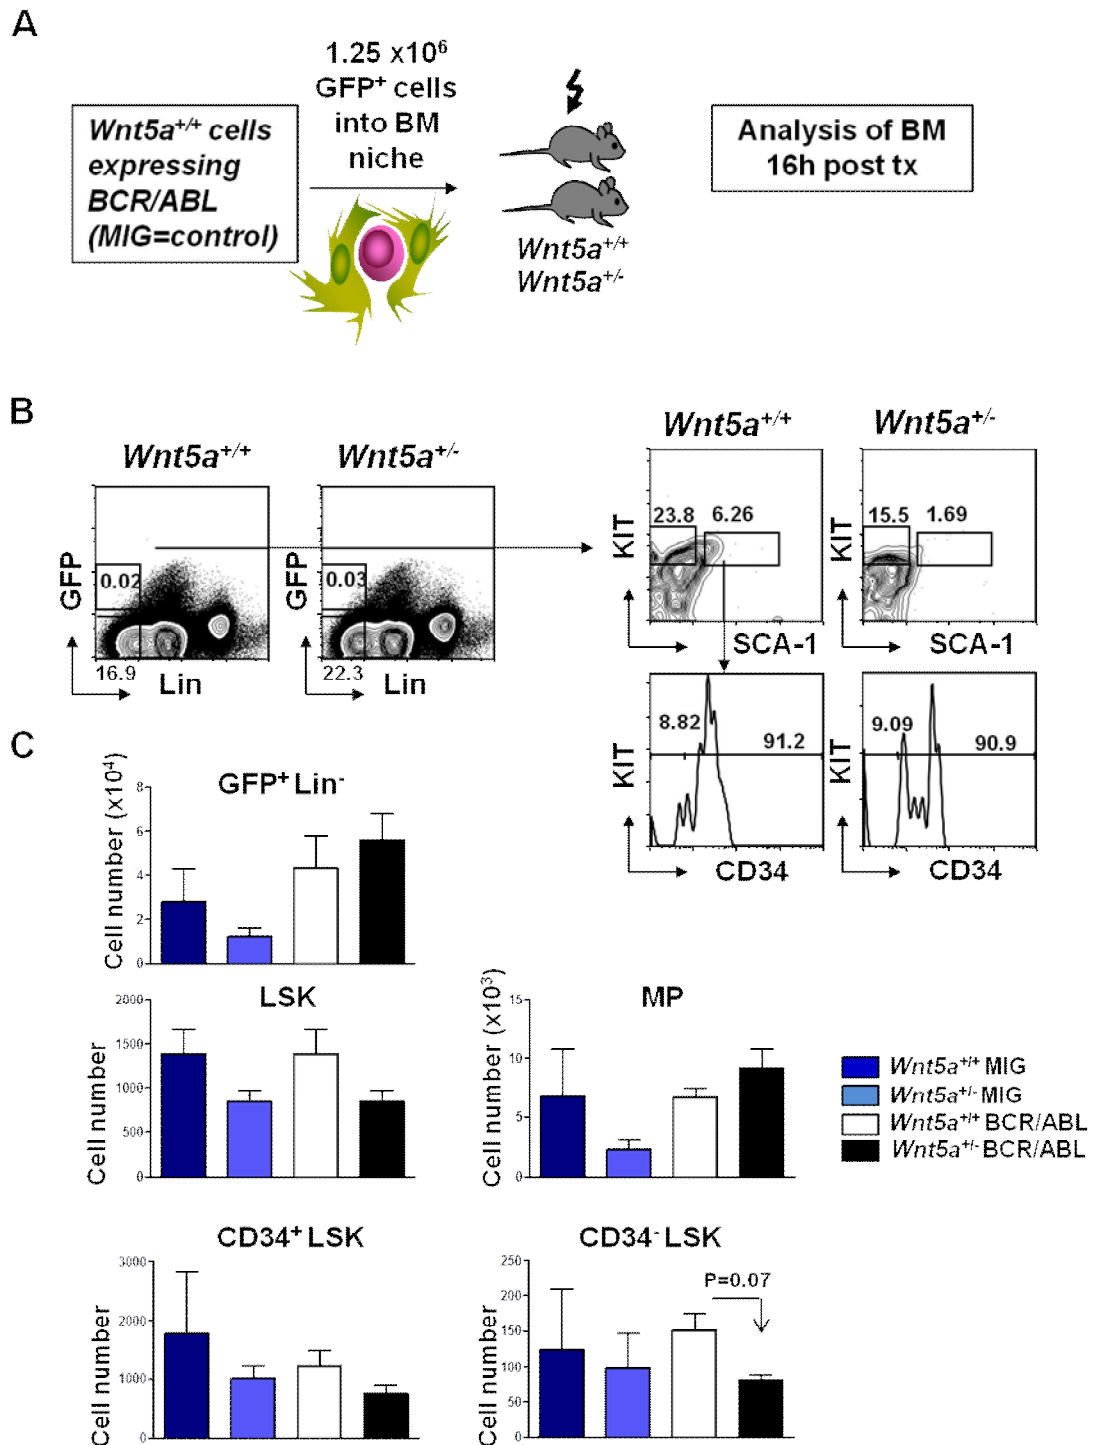 A
Wnt5a+/+ cells
expressing
BCR/ABL
(MIG=control)
1.25 x10⁶
GFP⁺ cells
into BM
niche
Wnt5a+/+
Wnt5a+/-
Analysis of BM
16h post tx
B
Wnt5a+/+
Wnt5a+/-
GFP
0.02
16.9
Lin
GFP
0.03
22.3
Lin
Wnt5a+/+
Wnt5a+/-
KIT
23.8
6.26
SCA-1
KIT
15.5
1.69
SCA-1
KIT
8.82
91.2
CD34
KIT
9.09
90.9
CD34
C
GFP⁺ Lin⁻
Cell number (x10⁴)
8
6
4
2
0
LSK
Cell number
2000
1500
1000
500
0
MP
Cell number (x10³)
15
10
5
0
Wnt5a+/+ MIG
Wnt5a+/- MIG
Wnt5a+/+ BCR/ABL
Wnt5a+/- BCR/ABL
CD34⁺ LSK
Cell number
3000
2000
1000
0
CD34⁻ LSK
Cell number
250
200
150
100
50
0
P=0.07